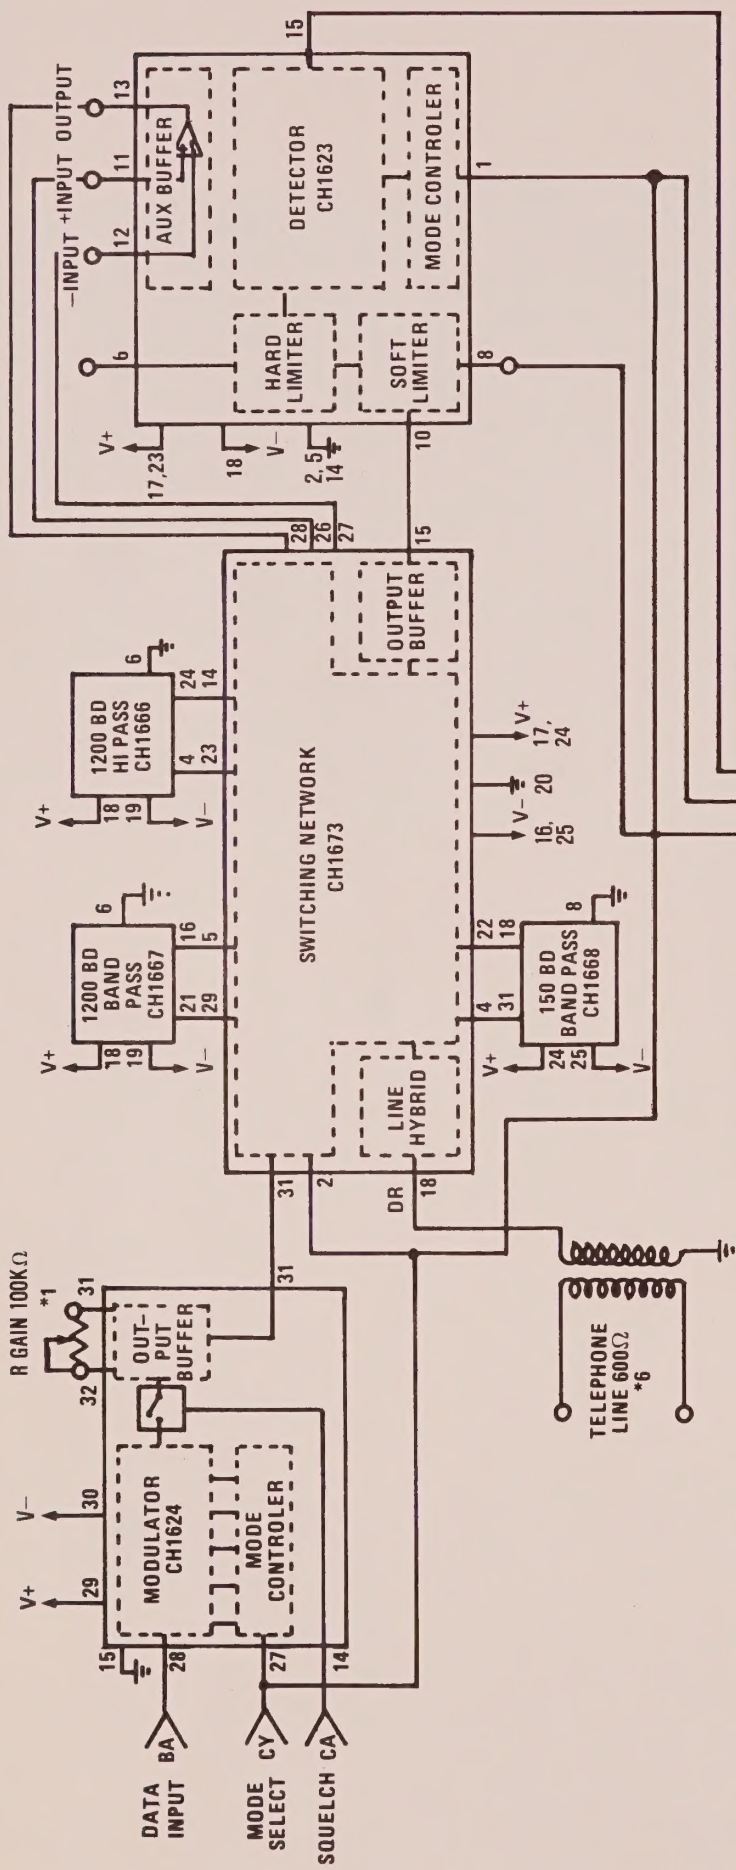 DATA
INPUT
BA
MODE
SELECT
CY
SQUELCH CA
15
28
27
14
V+
29
V−
30
MODULATOR
CH1624
MODE
CONTROLER
R GAIN 100KΩ
*1
32
31
OUT-
PUT
BUFFER
31
TELEPHONE
LINE 600Ω
*6
31
2
DR
18
LINE
HYBRID
SWITCHING NETWORK
CH1673
OUTPUT
BUFFER
1200 BD
BAND
PASS
CH1667
V+
18
19
V−
6
21
29
16
5
1200 BD
HI PASS
CH1666
V+
18
19
V−
6
4
23
24
14
4
31
22
18
150 BD
BAND PASS
CH1668
V+
24
25
V−
8
V−
16,
25
20
V+
17,
24
28
26
27
15
V+
17,23
18
V−
2, 5
14
10
6
HARD
LIMITER
SOFT
LIMITER
8
−INPUT
+INPUT
OUTPUT
12
11
13
AUX BUFFER
DETECTOR
CH1623
MODE CONTROLER
1
15